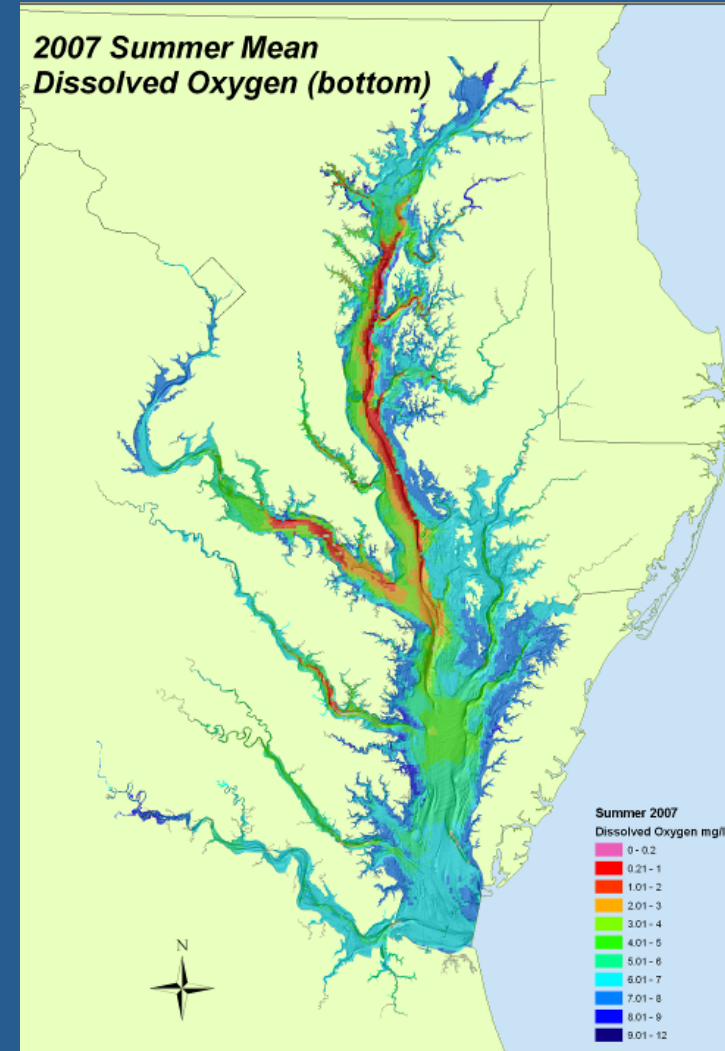 2007 Summer Mean
Dissolved Oxygen (bottom)
N
Summer 2007
Dissolved Oxygen mg/l
0 - 0.2
0.21 - 1
1.01 - 2
2.01 - 3
3.01 - 4
4.01 - 5
5.01 - 6
6.01 - 7
7.01 - 8
8.01 - 9
9.01 - 12